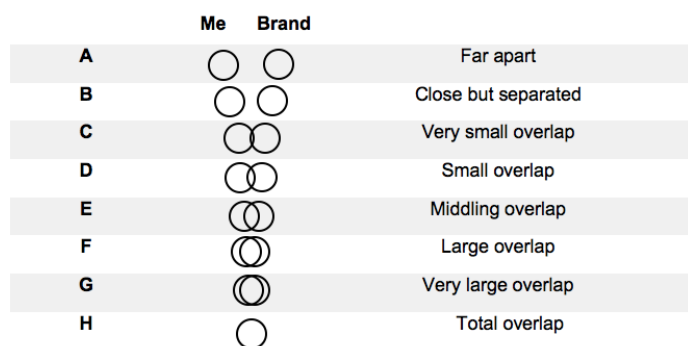 Me Brand
A Far apart
B Close but separated
C Very small overlap
D Small overlap
E Middling overlap
F Large overlap
G Very large overlap
H Total overlap